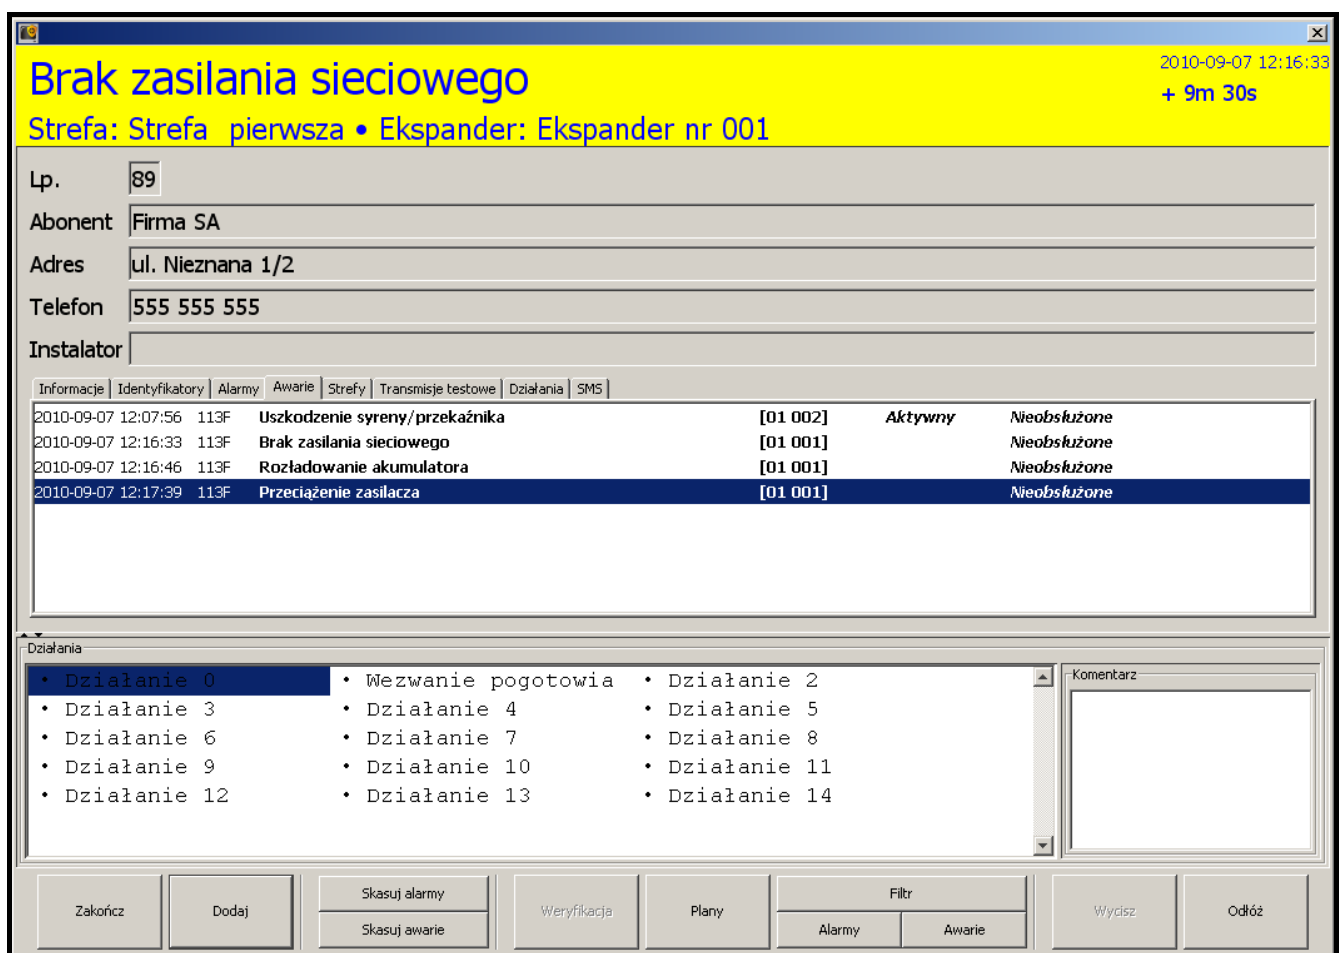 2010-09-07 12:16:33
Brak zasilania sieciowego
+ 9m 30s
Strefa: Strefa pierwsza • Ekspander: Ekspander nr 001
Lp. 89
Abonent Firma SA
Adres ul. Nieznana 1/2
Telefon 555 555 555
Instalator
Informacje Identyfikatory Alarmy Awarie Strefy Transmisje testowe Działania SMS
2010-09-07 12:07:56 113F Uszkodzenie syreny/przekaźnika [01 002] Aktywny Nieobsłużone
2010-09-07 12:16:33 113F Brak zasilania sieciowego [01 001] Nieobsłużone
2010-09-07 12:16:46 113F Rozładowanie akumulatora [01 001] Nieobsłużone
2010-09-07 12:17:39 113F Przeciążenie zasilacza [01 001] Nieobsłużone
Działania
• Działanie 0 • Wezwanie pogotowia • Działanie 2
• Działanie 3 • Działanie 4 • Działanie 5
• Działanie 6 • Działanie 7 • Działanie 8
• Działanie 9 • Działanie 10 • Działanie 11
• Działanie 12 • Działanie 13 • Działanie 14
Komentarz
Zakończ Dodaj Skasuj alarmy Weryfikacja Plany Filtr Wycisz Odłóż
Skasuj awarie Alarmy Awarie